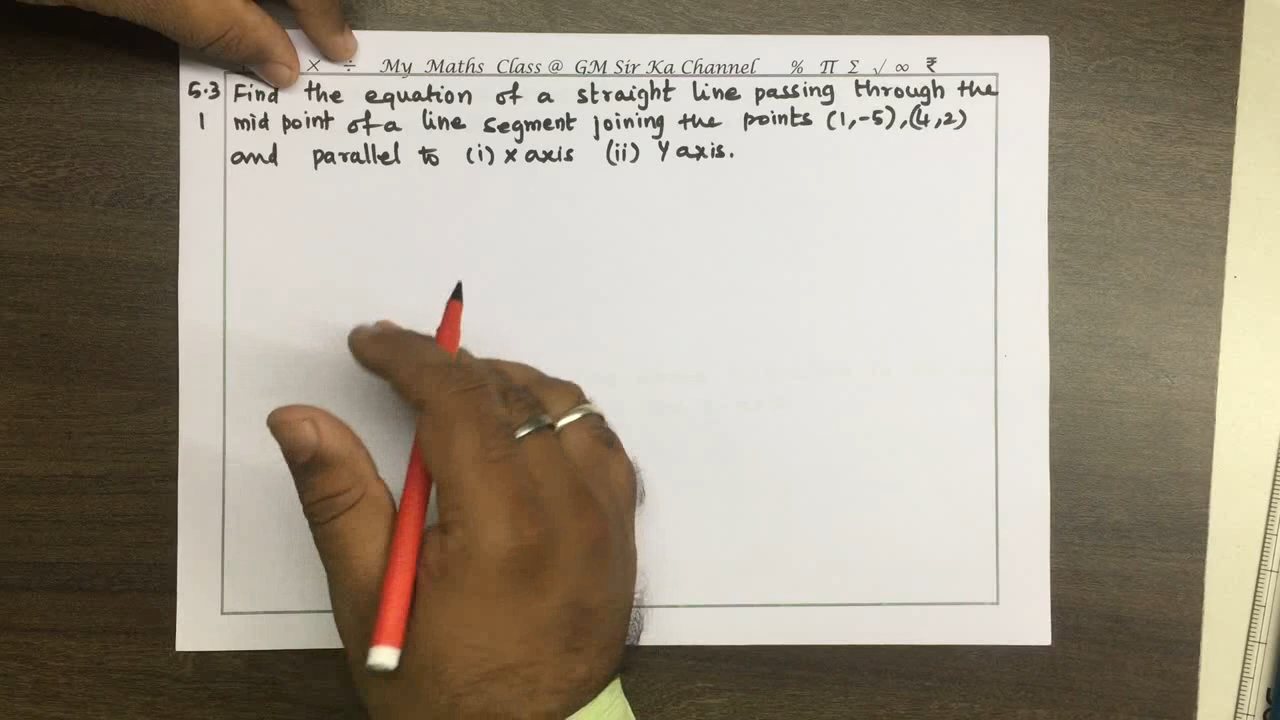 × ÷ My Maths Class @ GM Sir Ka Channel % Π Σ √ ∞ ₹
5.3 Find the equation of a straight line passing through the
1 mid point of a line segment joining the points (1,-5),(4,2)
and parallel to (i) X axis (ii) Y axis.